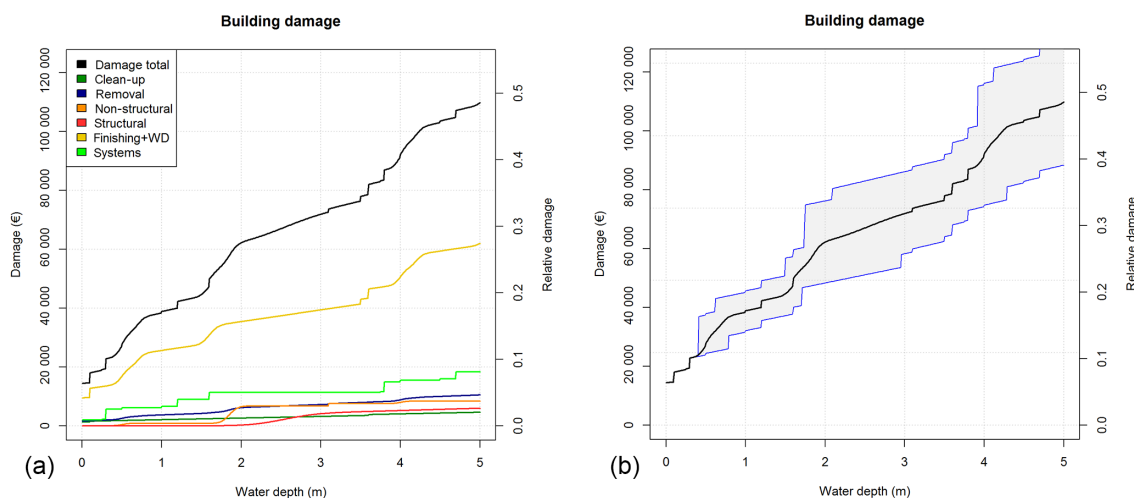 Building damage
Damage total
Clean-up
Removal
Non-structural
Structural
Finishing+WD
Systems
Damage (€)
0
20 000
40 000
60 000
80 000
100 000
120 000
Relative damage
0.0
0.1
0.2
0.3
0.4
0.5
0 1 2 3 4 5
Water depth (m)
(a)
Building damage
Damage (€)
0
20 000
40 000
60 000
80 000
100 000
120 000
Relative damage
0.0
0.1
0.2
0.3
0.4
0.5
0 1 2 3 4 5
Water depth (m)
(b)